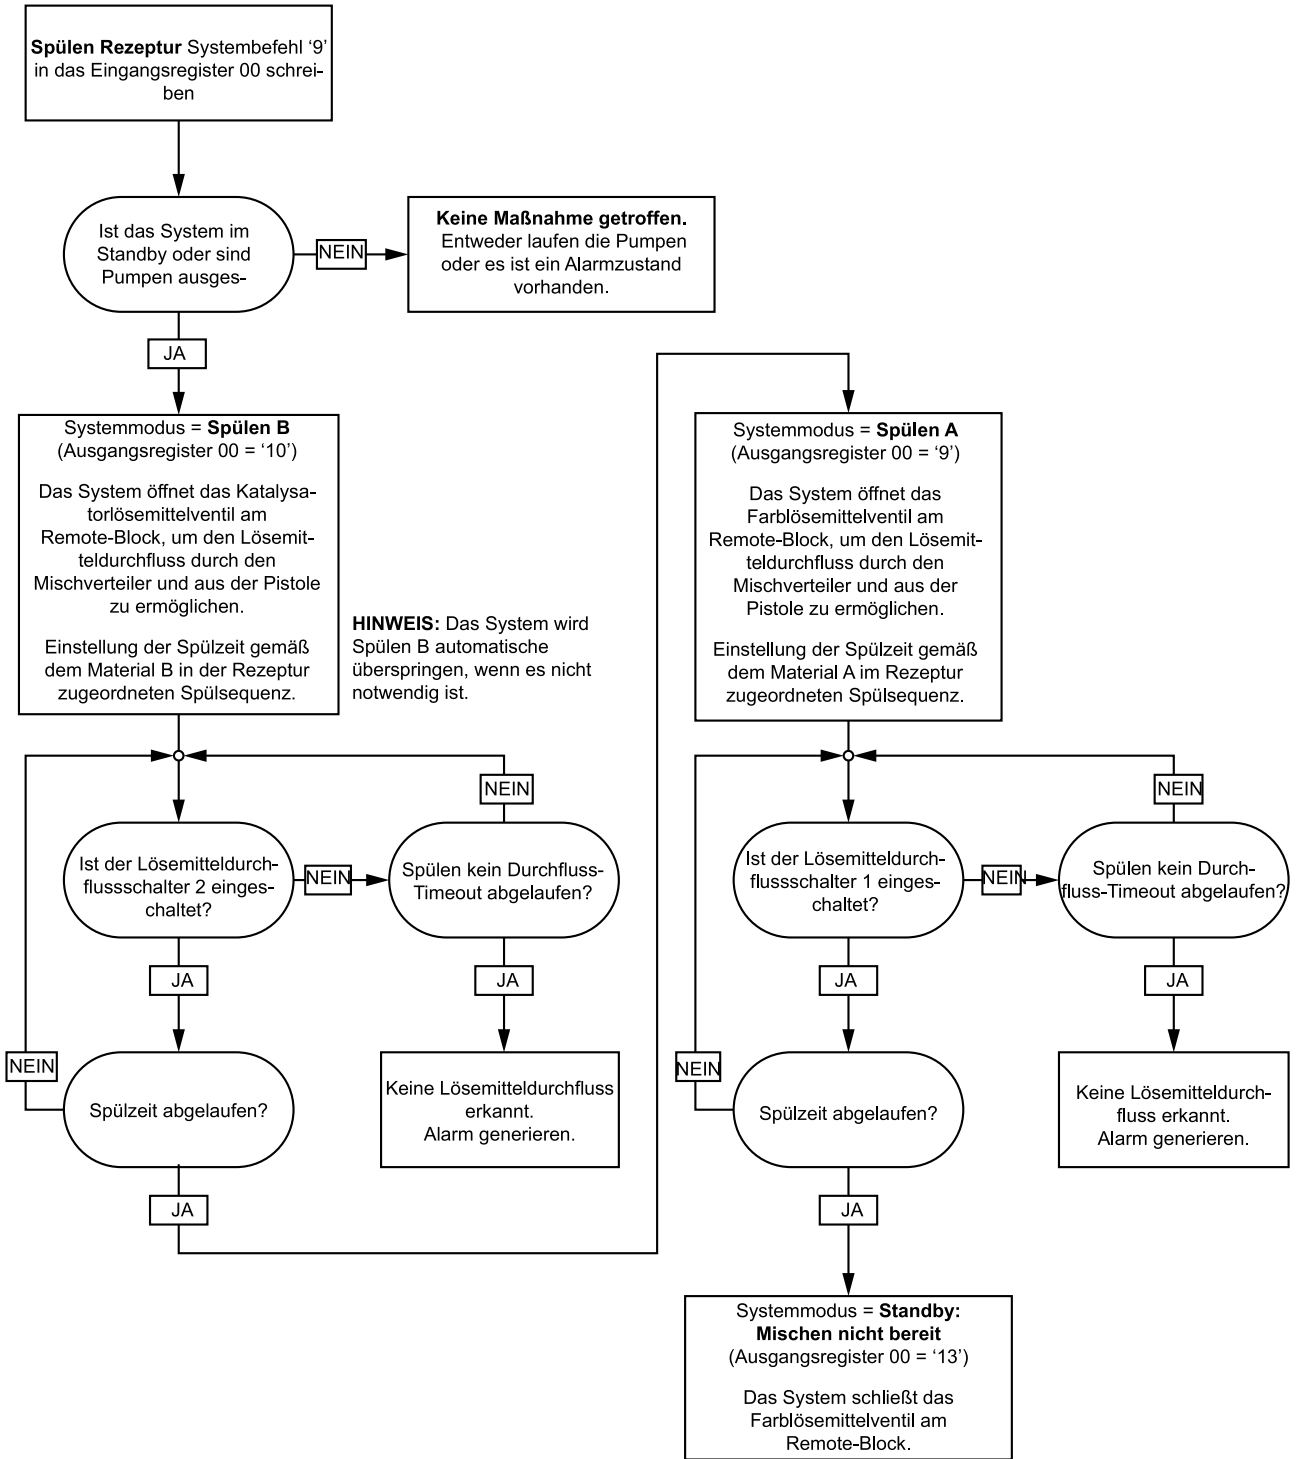 Spülen Rezeptur Systembefehl ‘9’
in das Eingangsregister 00 schrei-
ben
Ist das System im
Standby oder sind
Pumpen ausges-
NEIN
Keine Maßnahme getroffen.
Entweder laufen die Pumpen
oder es ist ein Alarmzustand
vorhanden.
JA
Systemmodus = Spülen B
(Ausgangsregister 00 = ‘10’)
Das System öffnet das Katalysa-
torlösemittelventil am
Remote-Block, um den Lösemit-
teldurchfluss durch den
Mischverteiler und aus der Pistole
zu ermöglichen.
Einstellung der Spülzeit gemäß
dem Material B in der Rezeptur
zugeordneten Spülsequenz.
HINWEIS: Das System wird
Spülen B automatische
überspringen, wenn es nicht
notwendig ist.
NEIN
Ist der Lösemitteldurch-
flussschalter 2 einges-
chaltet?
NEIN
Spülen kein Durchfluss-
Timeout abgelaufen?
JA
JA
NEIN
Spülzeit abgelaufen?
Keine Lösemitteldurchfluss
erkannt.
Alarm generieren.
JA
Systemmodus = Spülen A
(Ausgangsregister 00 = ‘9’)
Das System öffnet das
Farblösemittelventil am
Remote-Block, um den Lösemit-
teldurchfluss durch den
Mischverteiler und aus der
Pistole zu ermöglichen.
Einstellung der Spülzeit gemäß
dem Material A im Rezeptur
zugeordneten Spülsequenz.
NEIN
Ist der Lösemitteldurch-
flussschalter 1 einges-
chaltet?
NEIN
Spülen kein Durch-
fluss-Timeout abgelaufen?
JA
JA
NEIN
Spülzeit abgelaufen?
Keine Lösemitteldurch-
fluss erkannt.
Alarm generieren.
JA
Systemmodus = Standby:
Mischen nicht bereit
(Ausgangsregister 00 = ‘13’)
Das System schließt das
Farblösemittelventil am
Remote-Block.